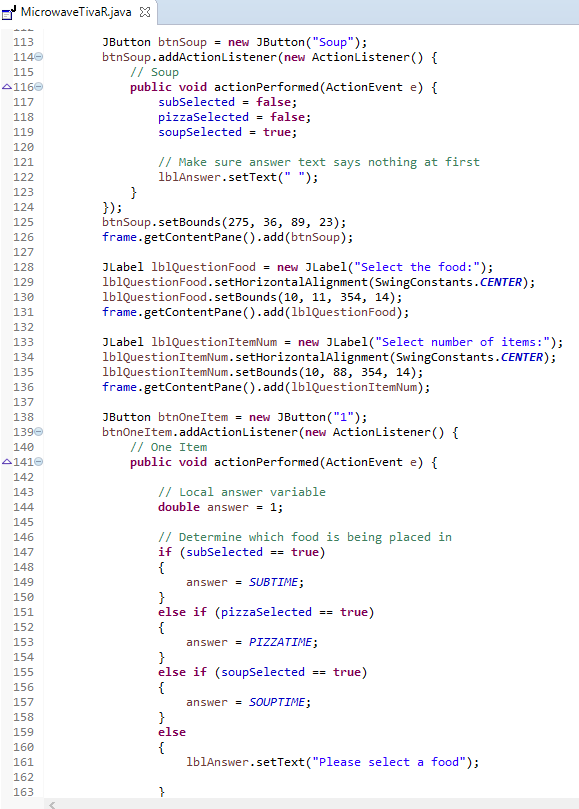 MicrowaveTivaR.java
113 JButton btnSoup = new JButton("Soup");
114 btnSoup.addActionListener(new ActionListener() {
115 // Soup
116 public void actionPerformed(ActionEvent e) {
117 subSelected = false;
118 pizzaSelected = false;
119 soupSelected = true;
120
121 // Make sure answer text says nothing at first
122 lblAnswer.setText(" ");
123 }
124 });
125 btnSoup.setBounds(275, 36, 89, 23);
126 frame.getContentPane().add(btnSoup);
127
128 JLabel lblQuestionFood = new JLabel("Select the food:");
129 lblQuestionFood.setHorizontalAlignment(SwingConstants.CENTER);
130 lblQuestionFood.setBounds(10, 11, 354, 14);
131 frame.getContentPane().add(lblQuestionFood);
132
133 JLabel lblQuestionItemNum = new JLabel("Select number of items:");
134 lblQuestionItemNum.setHorizontalAlignment(SwingConstants.CENTER);
135 lblQuestionItemNum.setBounds(10, 88, 354, 14);
136 frame.getContentPane().add(lblQuestionItemNum);
137
138 JButton btnOneItem = new JButton("1");
139 btnOneItem.addActionListener(new ActionListener() {
140 // One Item
141 public void actionPerformed(ActionEvent e) {
142
143 // Local answer variable
144 double answer = 1;
145
146 // Determine which food is being placed in
147 if (subSelected == true)
148 {
149 answer = SUBTIME;
150 }
151 else if (pizzaSelected == true)
152 {
153 answer = PIZZATIME;
154 }
155 else if (soupSelected == true)
156 {
157 answer = SOUPTIME;
158 }
159 else
160 {
161 lblAnswer.setText("Please select a food");
162
163 }